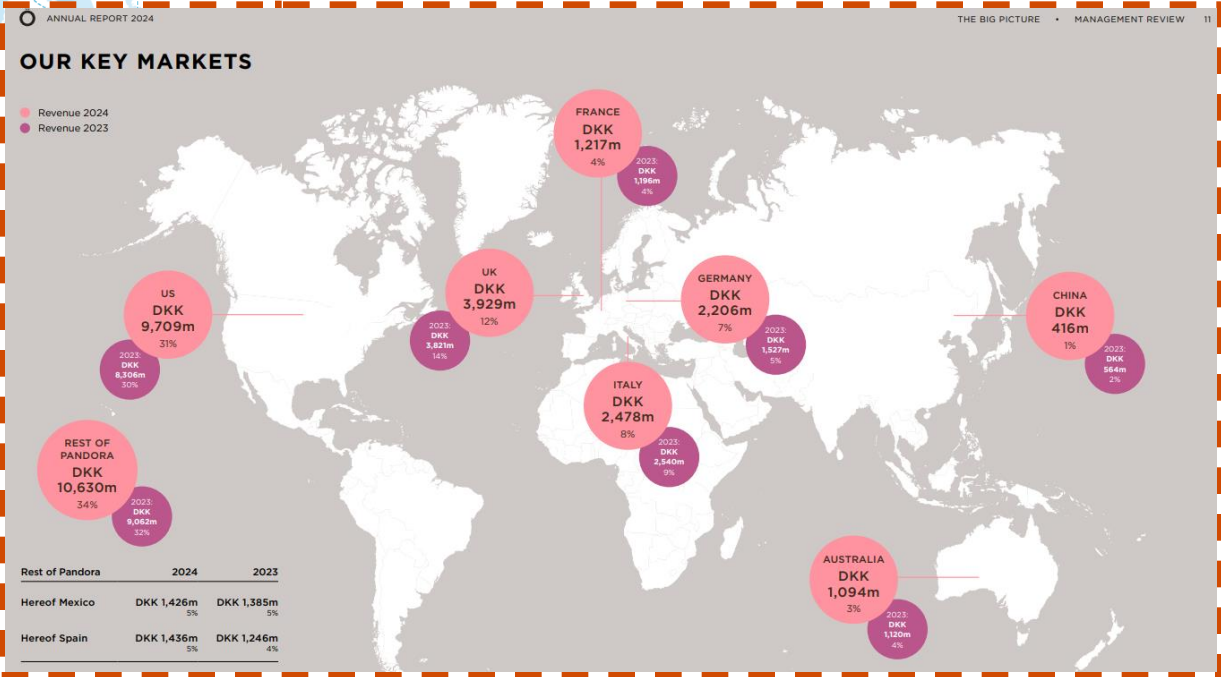 ANNUAL REPORT 2024
THE BIG PICTURE • MANAGEMENT REVIEW 11
OUR KEY MARKETS
Revenue 2024
Revenue 2023
FRANCE
DKK
1,217m
4%
2023:
DKK
1,196m
4%
UK
DKK
3,929m
12%
2023:
DKK
3,821m
14%
GERMANY
DKK
2,206m
7%
2023:
DKK
1,527m
5%
US
DKK
9,709m
31%
2023:
DKK
8,306m
30%
CHINA
DKK
416m
1%
2023:
DKK
564m
2%
ITALY
DKK
2,478m
8%
2023:
DKK
2,540m
9%
REST OF
PANDORA
DKK
10,630m
34%
2023:
DKK
9,062m
32%
AUSTRALIA
DKK
1,094m
3%
2023:
DKK
1,120m
4%
Rest of Pandora 2024 2023
Hereof Mexico DKK 1,426m DKK 1,385m
5% 5%
Hereof Spain DKK 1,436m DKK 1,246m
5% 4%